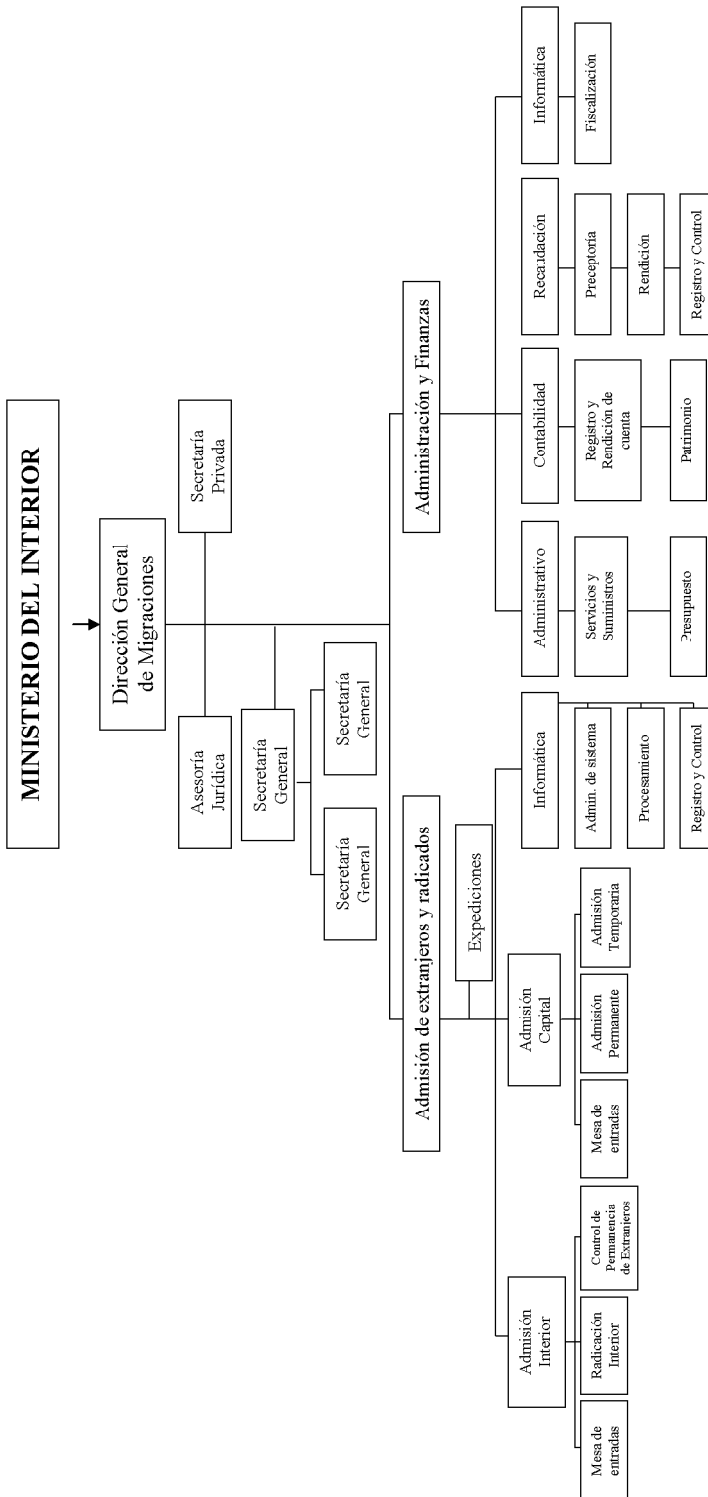 MINISTERIO DEL INTERIOR
Dirección General
de Migraciones
Asesoría
Jurídica
Secretaría
Privada
Secretaría
General
Secretaría
General
Secretaría
General
Admisión de extranjeros y radicados
Administración y Finanzas
Expediciones
Admisión
Interior
Admisión
Capital
Informática
Administrativo
Contabilidad
Recaudación
Informática
Mesa de
entradas
Radicación
Interior
Control de
Permanencia
de Extranjeros
Mesa de
entradas
Admisión
Permanente
Admisión
Temporaria
Admin. de sistema
Procesamiento
Registro y Control
Servicios y
Suministros
Presupuesto
Registro y
Rendición de
cuenta
Patrimonio
Preceptoría
Rendición
Registro y Control
Fiscalización